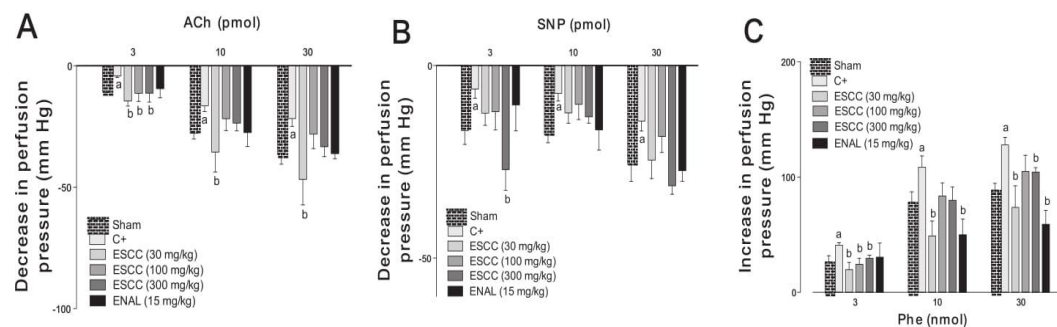 A
ACh (pmol)
3 10 30
0
-50
-100
Decrease in perfusion
pressure (mm Hg)
a
b b b
a
b
a
b
Sham
C+
ESCC (30 mg/kg)
ESCC (100 mg/kg)
ESCC (300 mg/kg)
ENAL (15 mg/kg)
B
SNP (pmol)
3 10 30
0
-50
Decrease in perfusion
pressure (mm Hg)
a
b
a
a
Sham
C+
ESCC (30 mg/kg)
ESCC (100 mg/kg)
ESCC (300 mg/kg)
ENAL (15 mg/kg)
C
200
100
0
Increase in perfusion
pressure (mm Hg)
Sham
C+
ESCC (30 mg/kg)
ESCC (100 mg/kg)
ESCC (300 mg/kg)
ENAL (15 mg/kg)
a
b b b
a
b b
a
b b b
3 10 30
Phe (nmol)